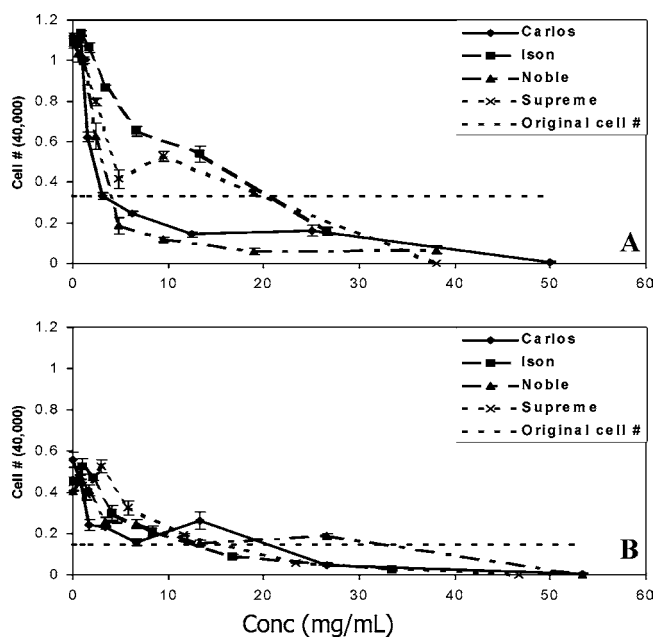 1.2
1
0.8
0.6
0.4
0.2
0
Cell # (40,000)
Carlos
Ison
Noble
Supreme
Original cell #
A
0 10 20 30 40 50 60
1.2
1
0.8
0.6
0.4
0.2
0
Cell # (40,000)
Carlos
Ison
Noble
Supreme
Original cell #
B
0 10 20 30 40 50 60
Conc (mg/mL)